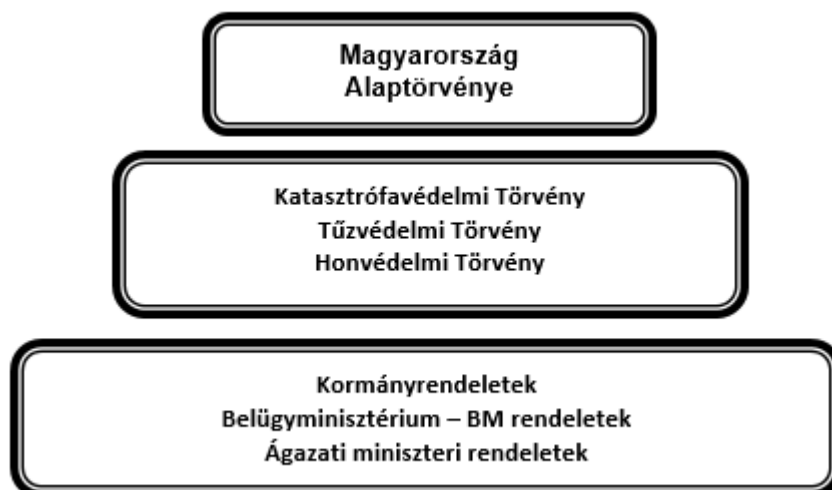 Magyarország
Alaptörvénye
Katasztrófavédelmi Törvény
Tűzvédelmi Törvény
Honvédelmi Törvény
Kormányrendeletek
Belügyminisztérium – BM rendeletek
Ágazati miniszteri rendeletek